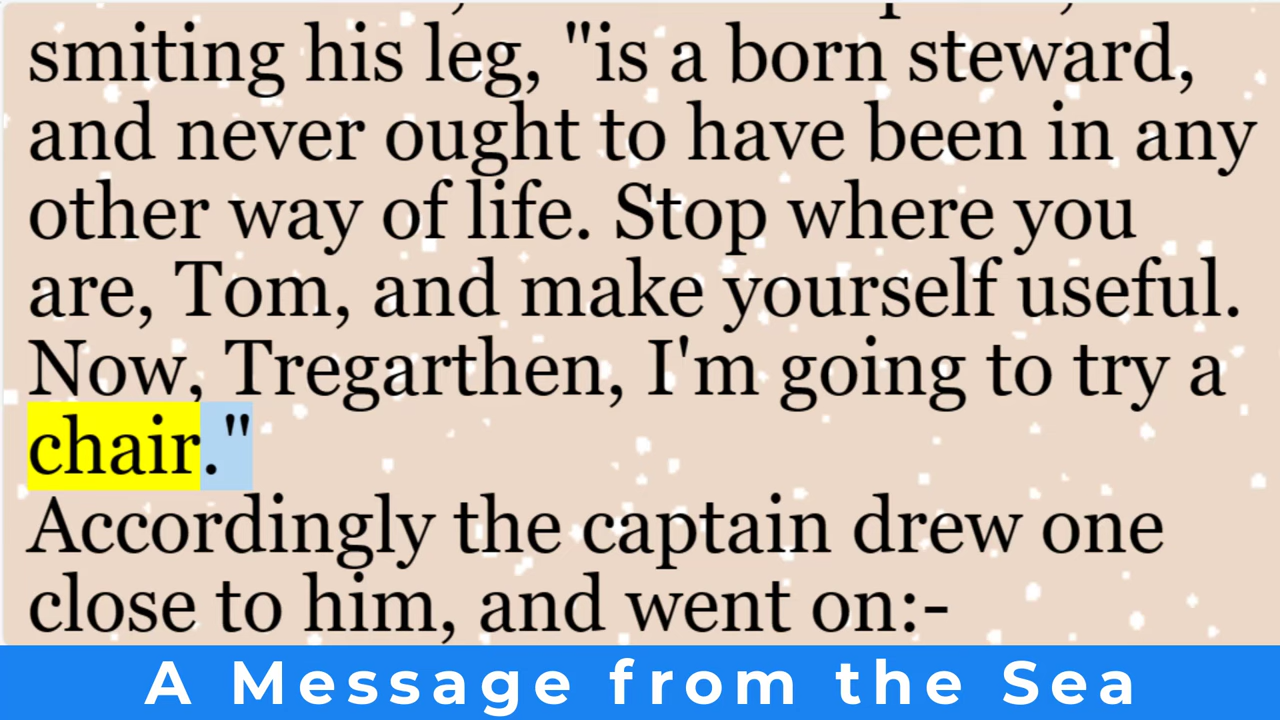 smiting his leg, "is a born steward,
and never ought to have been in any
other way of life. Stop where you
are, Tom, and make yourself useful.
Now, Tregarthen, I'm going to try a
chair."
Accordingly the captain drew one
close to him, and went on:-
A Message from the Sea